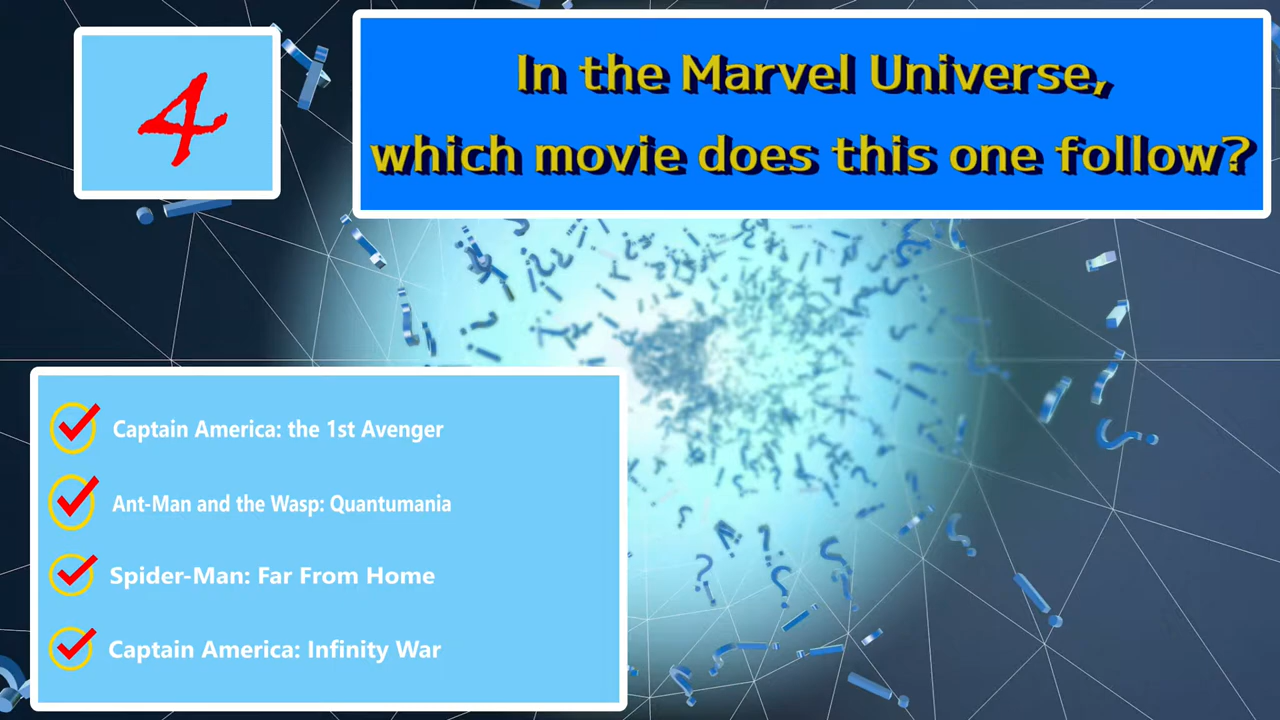 4
In the Marvel Universe,
which movie does this one follow?
Captain America: the 1st Avenger
Ant-Man and the Wasp: Quantumania
Spider-Man: Far From Home
Captain America: Infinity War